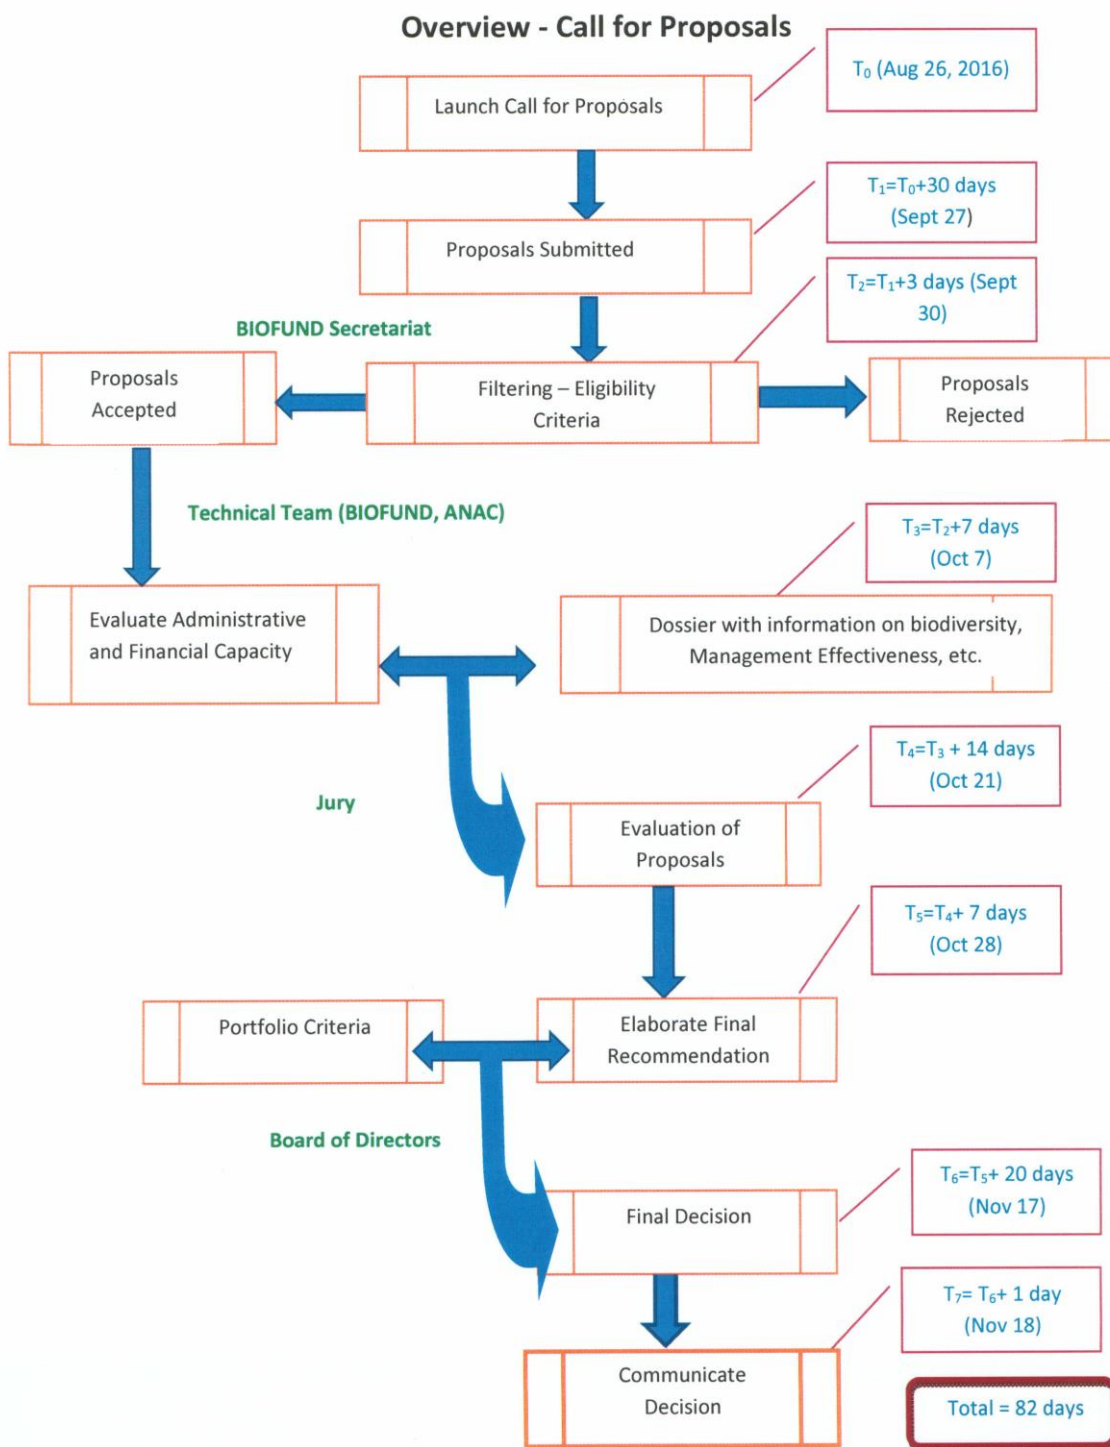 Overview - Call for Proposals
T₀ (Aug 26, 2016)
Launch Call for Proposals
T₁=T₀+30 days
(Sept 27)
Proposals Submitted
T₂=T₁+3 days (Sept
30)
BIOFUND Secretariat
Proposals
Accepted
Filtering – Eligibility
Criteria
Proposals
Rejected
Technical Team (BIOFUND, ANAC)
T₃=T₂+7 days
(Oct 7)
Evaluate Administrative
and Financial Capacity
Dossier with information on biodiversity,
Management Effectiveness, etc.
T₄=T₃ + 14 days
(Oct 21)
Jury
Evaluation of
Proposals
T₅=T₄+ 7 days
(Oct 28)
Portfolio Criteria
Elaborate Final
Recommendation
Board of Directors
T₆=T₅+ 20 days
(Nov 17)
Final Decision
T₇= T₆+ 1 day
(Nov 18)
Communicate
Decision
Total = 82 days